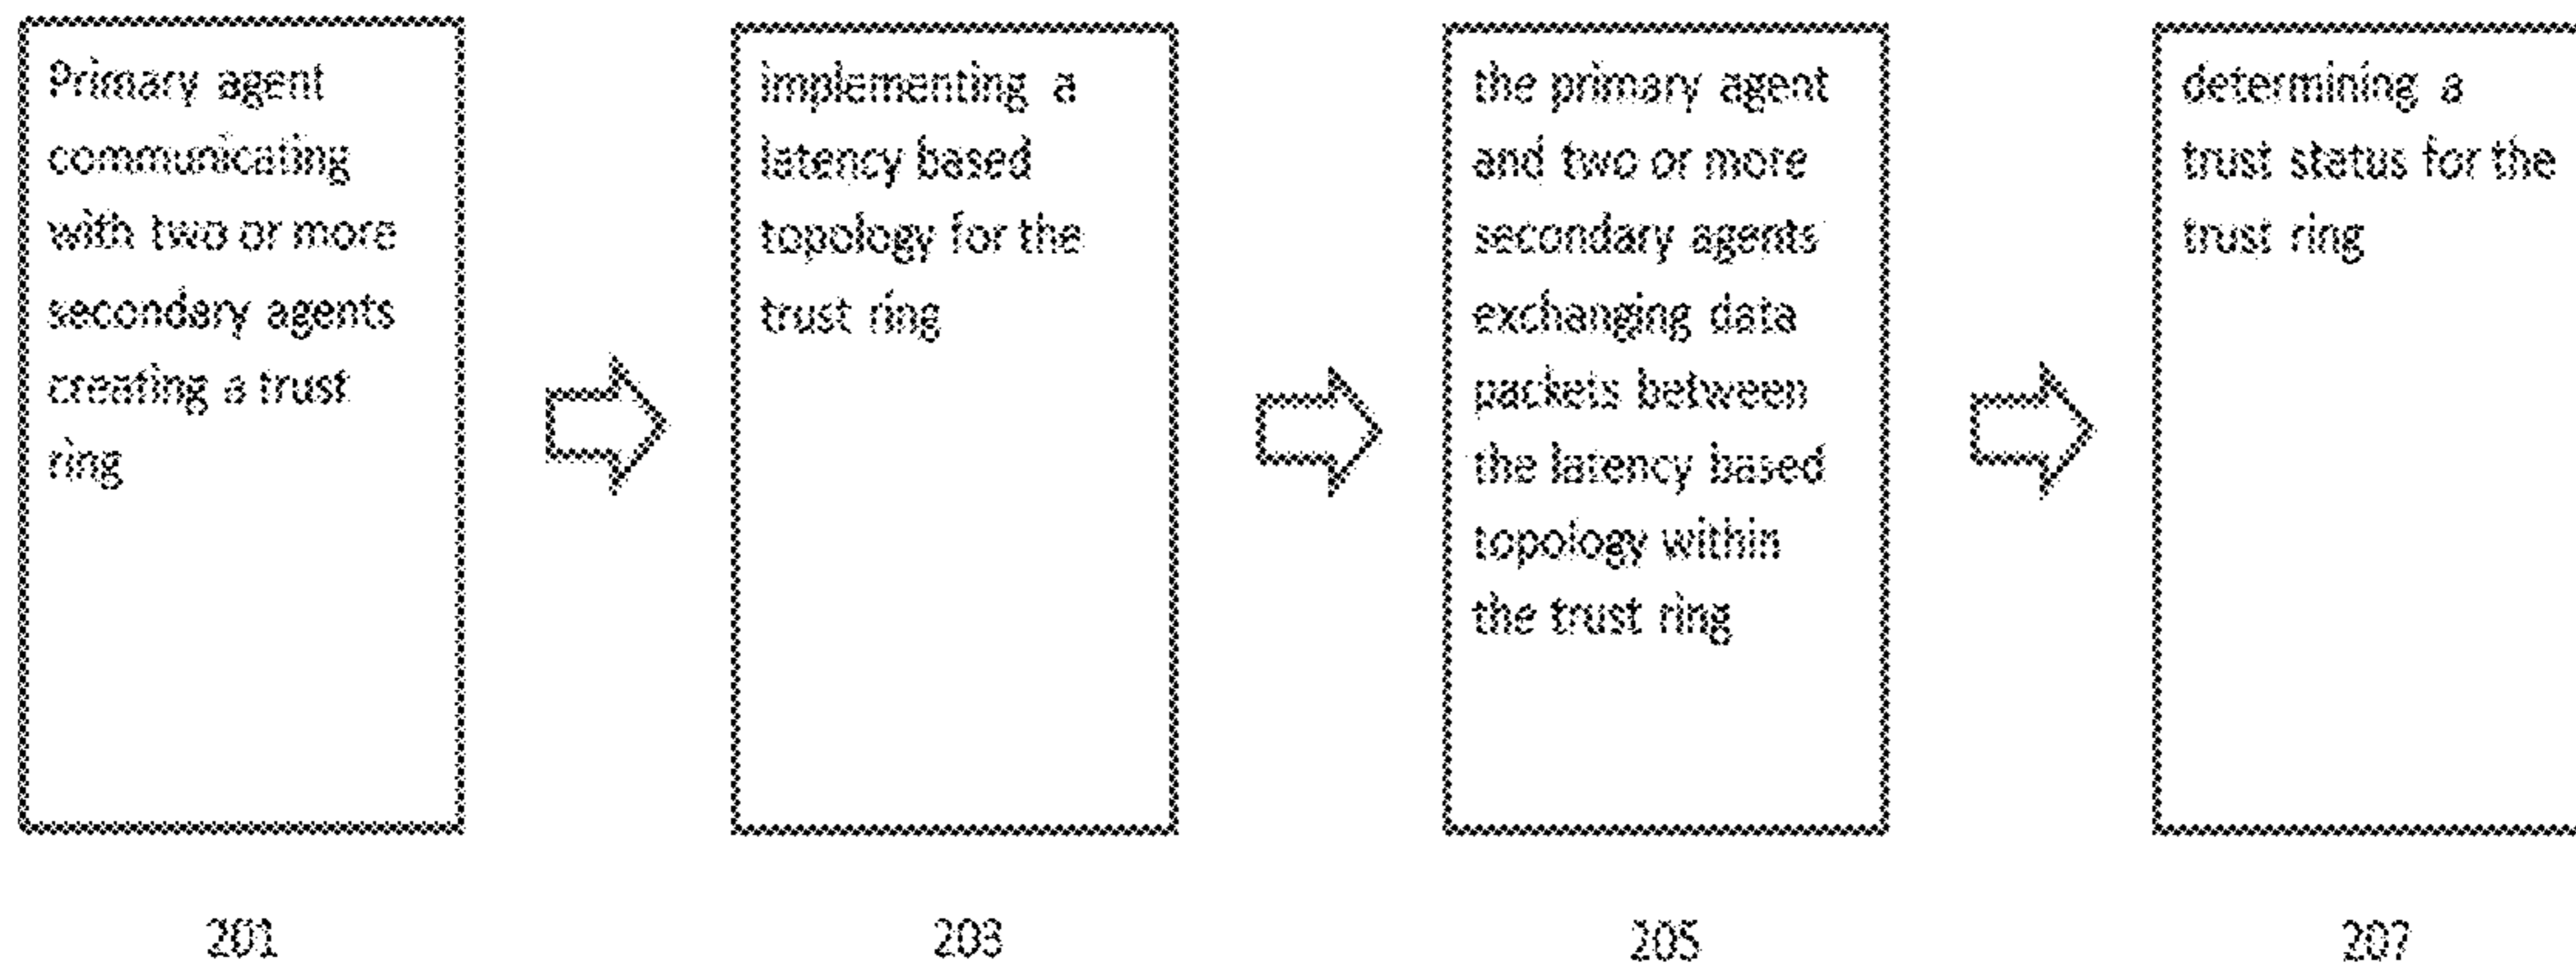 Primary agent
communicating
with two or more
secondary agents
creating a trust
ring
implementing a
latency based
topology for the
trust ring
the primary agent
and two or more
secondary agents
exchanging data
packets between
the latency based
topology within
the trust ring
determining a
trust status for the
trust ring
201
203
205
207